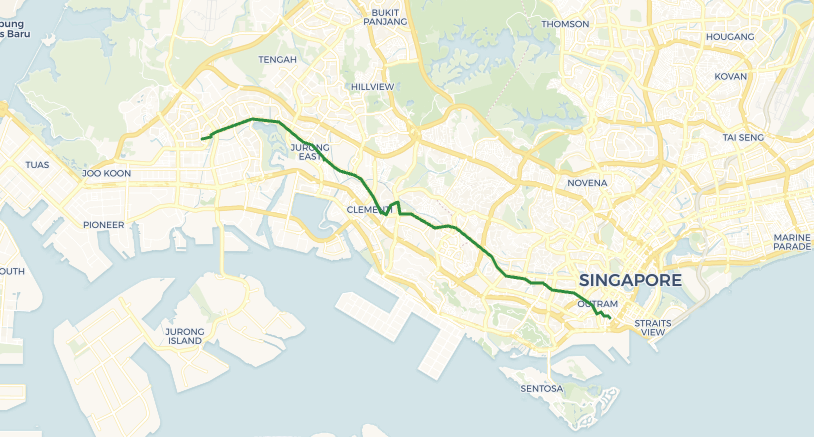 BUKIT
PANJANG
THOMSON
HOUGANG
s Baru
TENGAH
HILLVIEW
KOVAN
TAI SENG
JURONG
EAST
TUAS
JOO KOON
NOVENA
CLEMENTI
PIONEER
MARINE
PARADE
OUTH
SINGAPORE
OUTRAM
STRAITS
VIEW
JURONG
ISLAND
SENTOSA